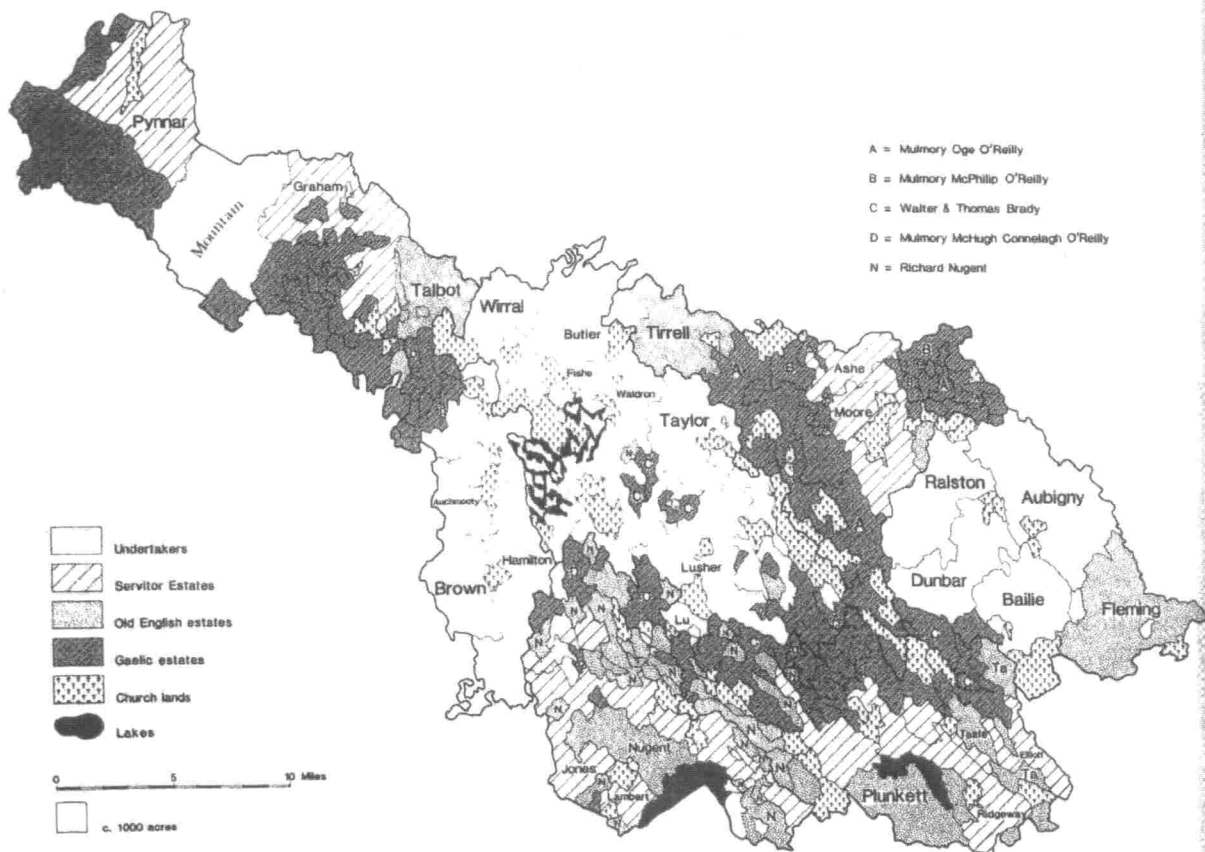 Pynnar
Mountain
Graham
Talbot
Wirral
Butler
Fishe
Waldron
Tirrell
Taylor
Ashe
Moore
A
B
B
A
A
A
Ralston
Aubigny
Dunbar
Bailie
Fleming
Auchmooty
Hamilton
Brown
Lusher
Lu
C
C
N
N
N
N
N
N
N
N
N
N
N
N
Ta
Taafe
Elliot
Ta
Nugent
Jones
Lambert
Plunkett
Ridgeway
A = Mulmory Oge O'Reilly
B = Mulmory McPhilip O'Reilly
C = Walter & Thomas Brady
D = Mulmory McHugh Connelagh O'Reilly
N = Richard Nugent
Undertakers
Servitor Estates
Old English estates
Gaelic estates
Church lands
Lakes
0 5 10 Miles
c. 1000 acres